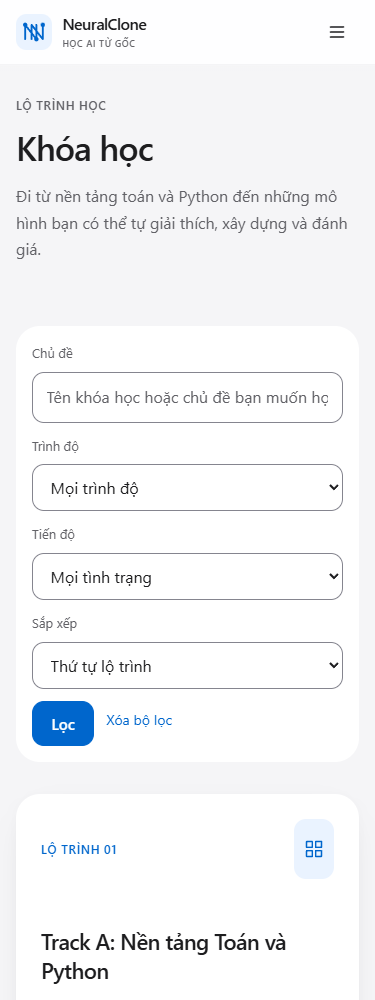 NeuralClone
HỌC AI TỪ GỐC
LỘ TRÌNH HỌC
Khóa học
Đi từ nền tảng toán và Python đến những mô
hình bạn có thể tự giải thích, xây dựng và đánh
giá.
Chủ đề
Tên khóa học hoặc chủ đề bạn muốn họ
Trình độ
Mọi trình độ
Tiến độ
Mọi tình trạng
Sắp xếp
Thứ tự lộ trình
Lọc
Xóa bộ lọc
LỘ TRÌNH 01
Track A: Nền tảng Toán và
Python